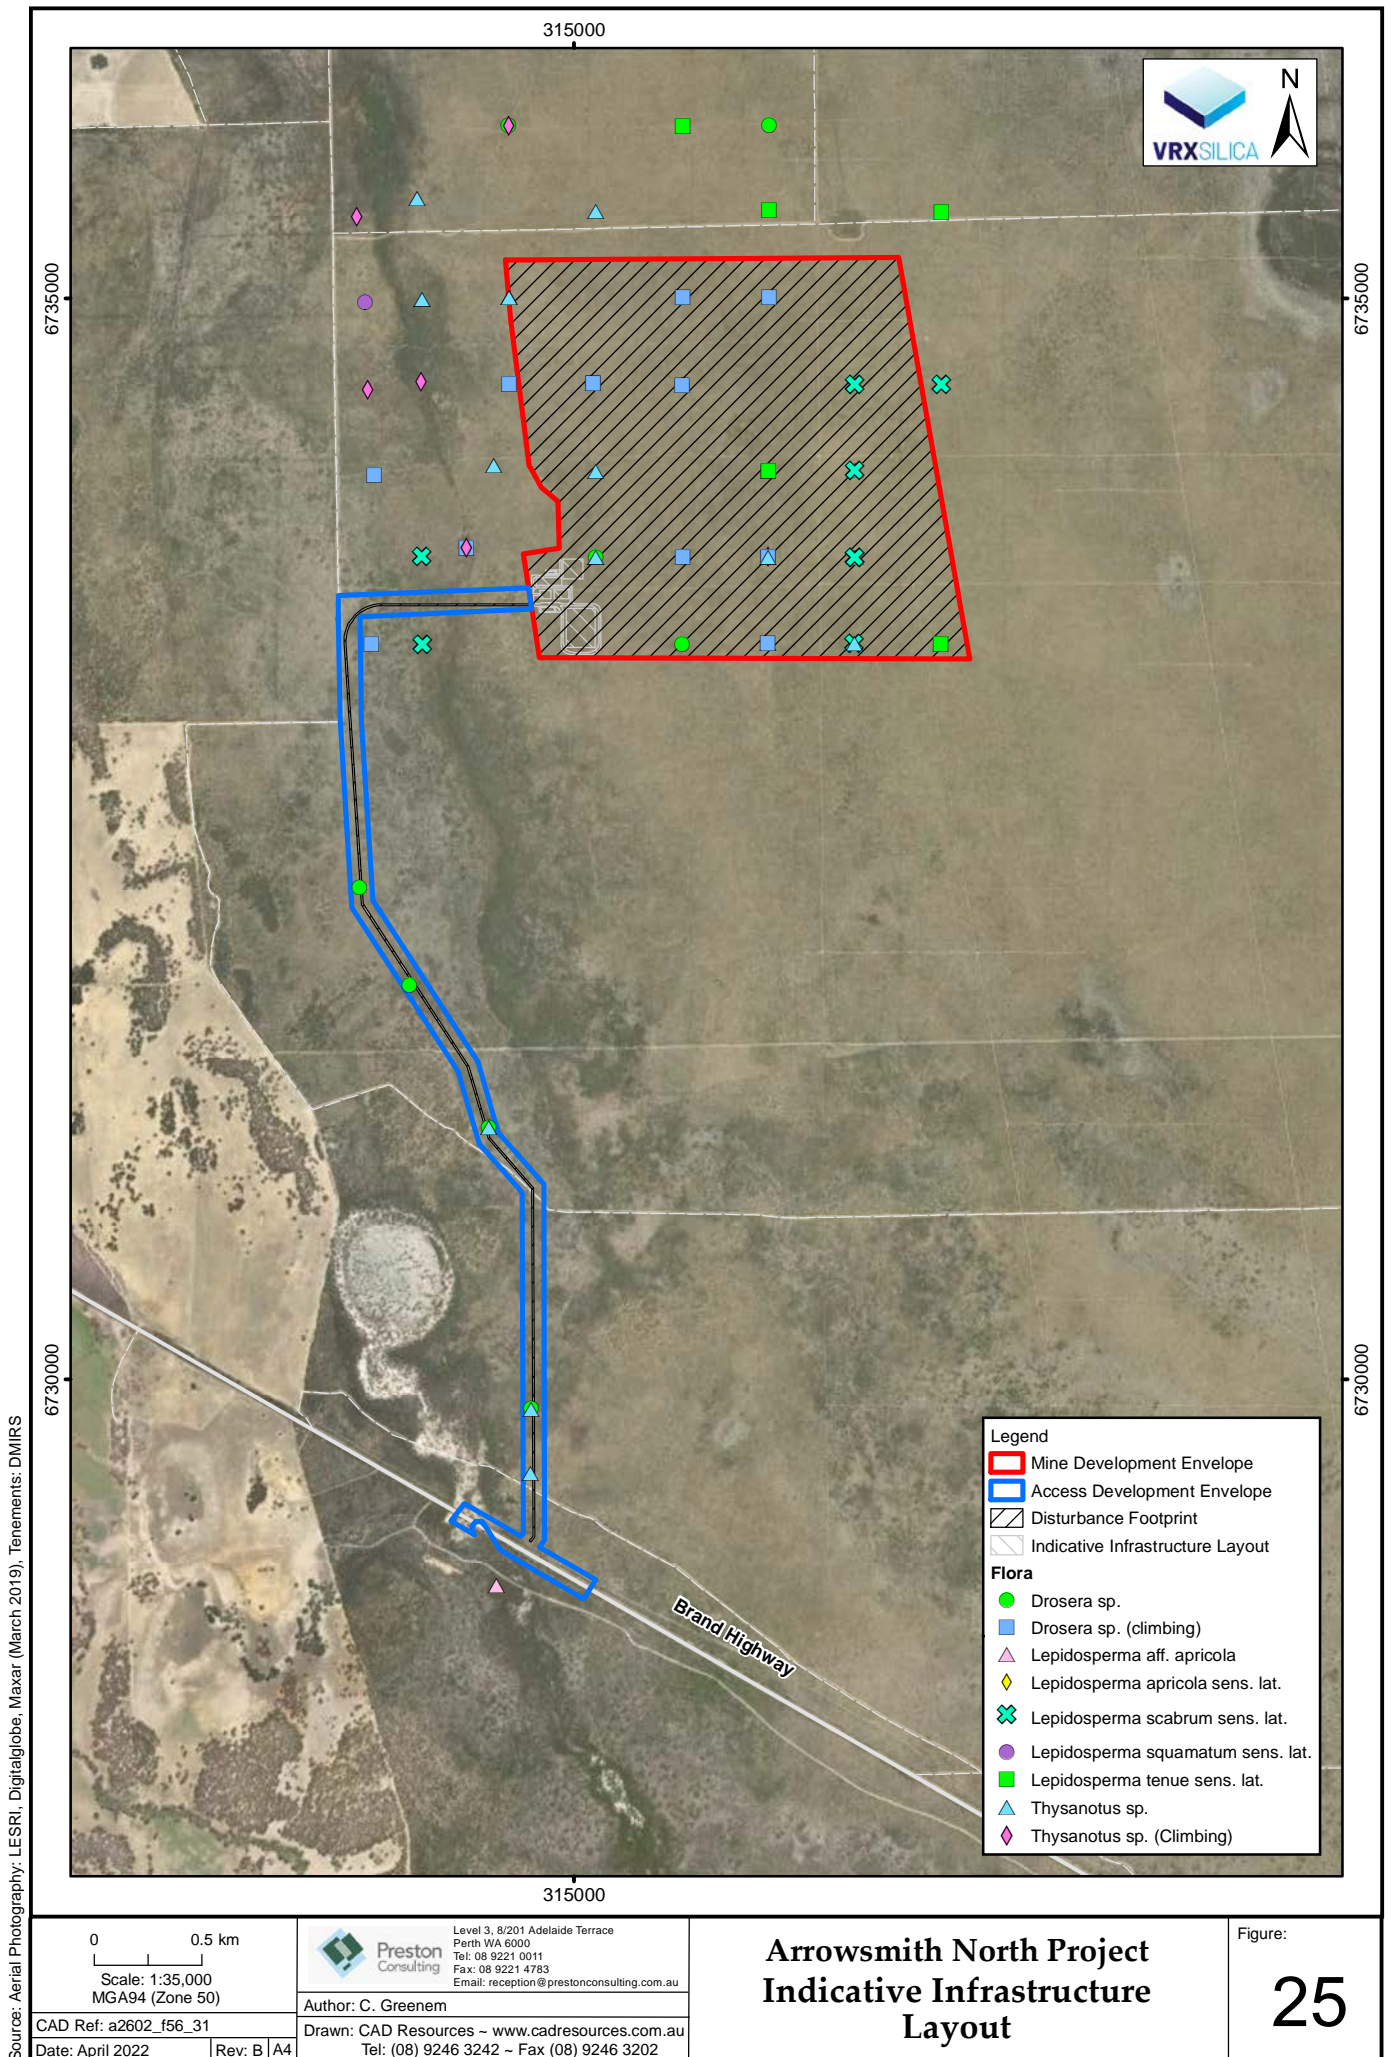 315000
N
VRXSILICA
6735000
6735000
6730000
6730000
Brand Highway
Legend
Mine Development Envelope
Access Development Envelope
Disturbance Footprint
Indicative Infrastructure Layout
Flora
Drosera sp.
Drosera sp. (climbing)
Lepidosperma aff. apricola
Lepidosperma apricola sens. lat.
Lepidosperma scabrum sens. lat.
Lepidosperma squamatum sens. lat.
Lepidosperma tenue sens. lat.
Thysanotus sp.
Thysanotus sp. (Climbing)
315000
Source: Aerial Photography: LESRI, Digitalglobe, Maxar (March 2019), Tenements: DMIRS
0 0.5 km
Scale: 1:35,000
MGA94 (Zone 50)
CAD Ref: a2602_f56_31
Date: April 2022 Rev: B A4
Preston
Consulting
Level 3, 8/201 Adelaide Terrace
Perth WA 6000
Tel: 08 9221 0011
Fax: 08 9221 4783
Email: reception@prestonconsulting.com.au
Author: C. Greenem
Drawn: CAD Resources ~ www.cadresources.com.au
Tel: (08) 9246 3242 ~ Fax (08) 9246 3202
Arrowsmith North Project
Indicative Infrastructure
Layout
Figure:
25